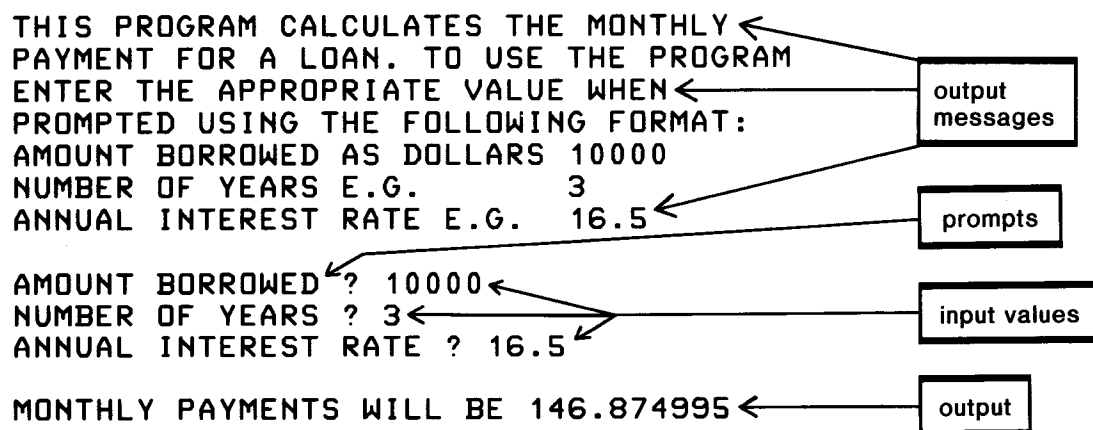 THIS PROGRAM CALCULATES THE MONTHLY
PAYMENT FOR A LOAN. TO USE THE PROGRAM
ENTER THE APPROPRIATE VALUE WHEN
PROMPTED USING THE FOLLOWING FORMAT:
AMOUNT BORROWED AS DOLLARS 10000
NUMBER OF YEARS E.G. 3
ANNUAL INTEREST RATE E.G. 16.5
output
messages
prompts
AMOUNT BORROWED ? 10000
NUMBER OF YEARS ? 3
ANNUAL INTEREST RATE ? 16.5
input values
MONTHLY PAYMENTS WILL BE 146.874995
output